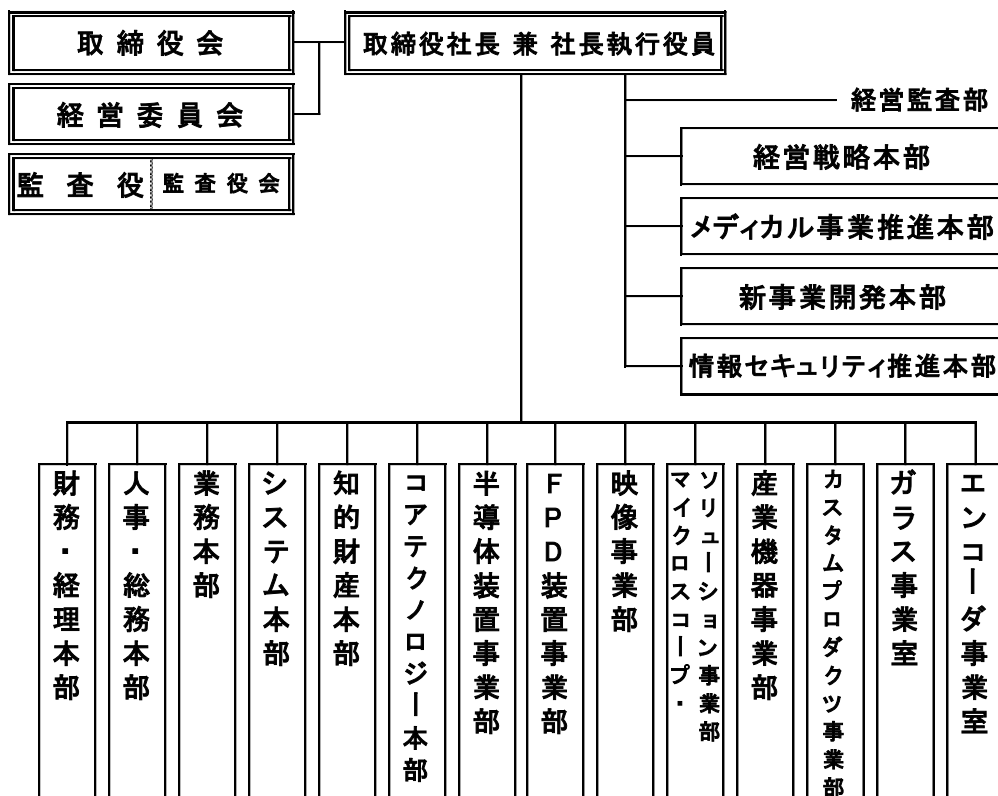 取締役会
取締役社長 兼 社長執行役員
経営委員会
監査役 監査役会
経営監査部
経営戦略本部
メディカル事業推進本部
新事業開発本部
情報セキュリティ推進本部
財務・経理本部
人事・総務本部
業務本部
システム本部
知的財産本部
コアテクノロジー本部
半導体装置事業部
FPD装置事業部
映像事業部
マイクロスコープ・
ソリューション事業部
産業機器事業部
カスタムプロダクツ事業部
ガラス事業室
エンコーダ事業室